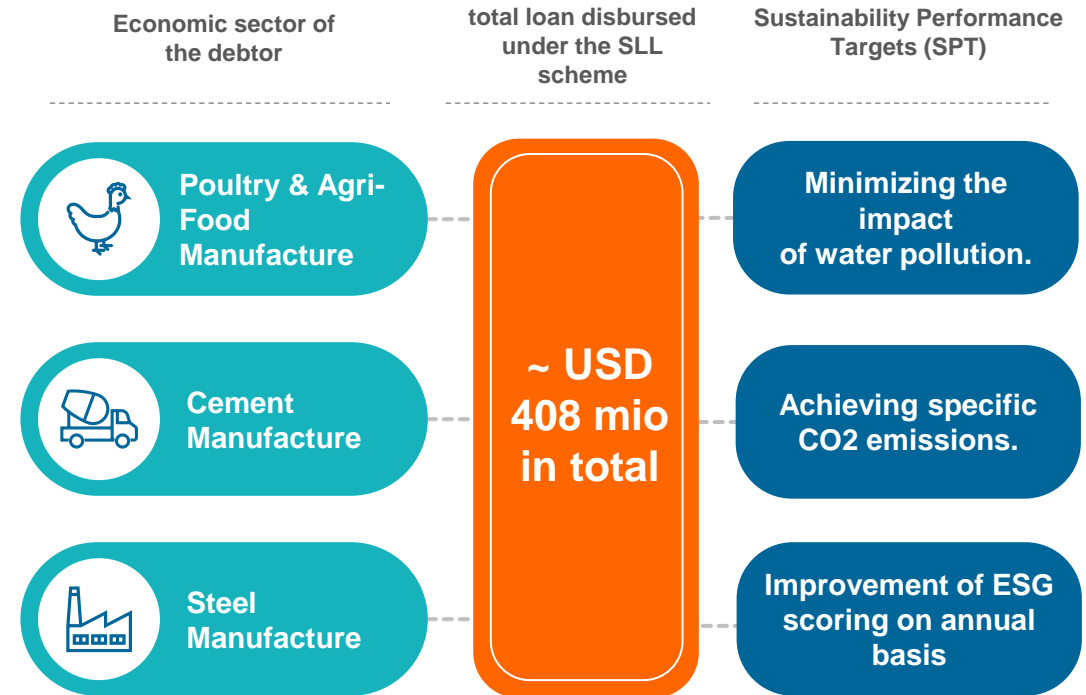 Economic sector of
the debtor
total loan disbursed
under the SLL
scheme
Sustainability Performance
Targets (SPT)
Poultry & Agri-
Food
Manufacture
~ USD
408 mio
in total
Minimizing the
impact
of water pollution.
Cement
Manufacture
Achieving specific
CO2 emissions.
Steel
Manufacture
Improvement of ESG
scoring on annual
basis